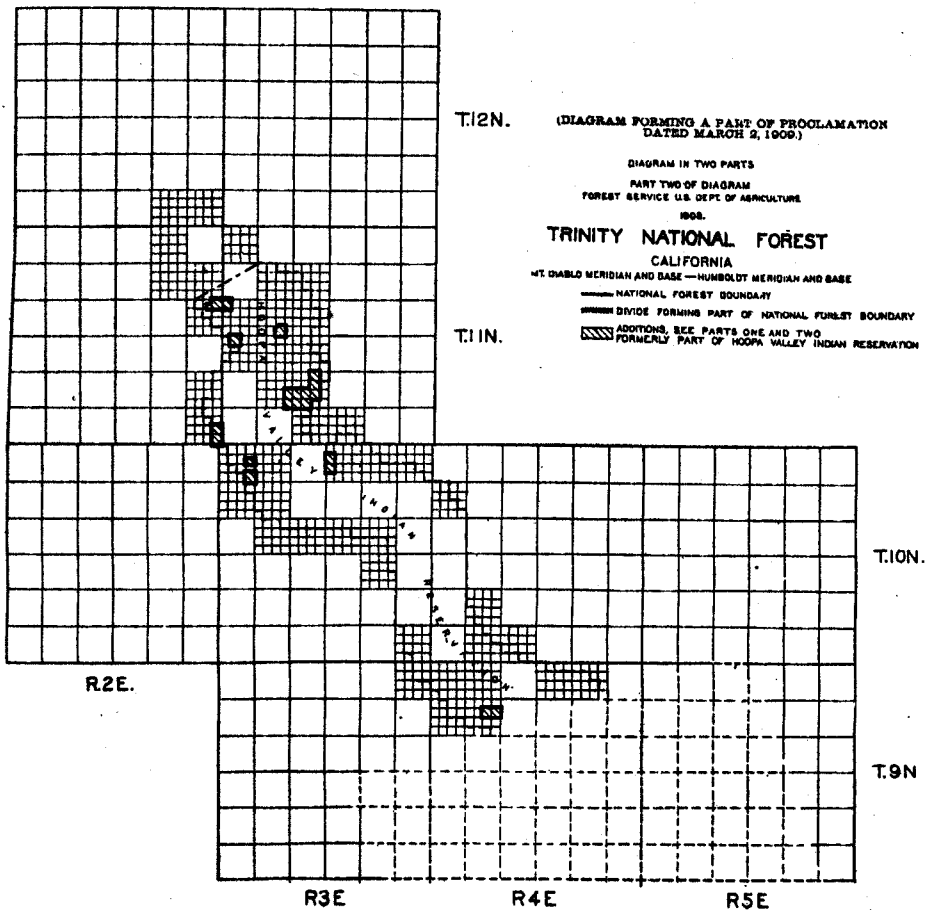 T.12N.
(DIAGRAM FORMING A PART OF PROCLAMATION
DATED MARCH 2, 1909.)
DIAGRAM IN TWO PARTS
PART TWO OF DIAGRAM
FOREST SERVICE U.S. DEPT. OF AGRICULTURE
1908.
TRINITY NATIONAL FOREST
CALIFORNIA
MT. DIABLO MERIDIAN AND BASE — HUMBOLDT MERIDIAN AND BASE
NATIONAL FOREST BOUNDARY
DIVIDE FORMING PART OF NATIONAL FOREST BOUNDARY
ADDITIONS, SEE PARTS ONE AND TWO
FORMERLY PART OF HOOPA VALLEY INDIAN RESERVATION
T.11N.
HOOPA
VALLEY
INDIAN
RESERVATION.
T.10N.
R.2E.
T.9N
R3E
R4E
R5E